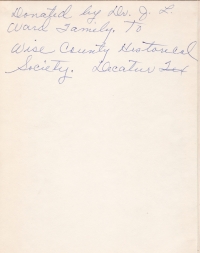 Donated by Dr. J. L
Ward Family. To
Wise County Historical
Society. Decatur Tex